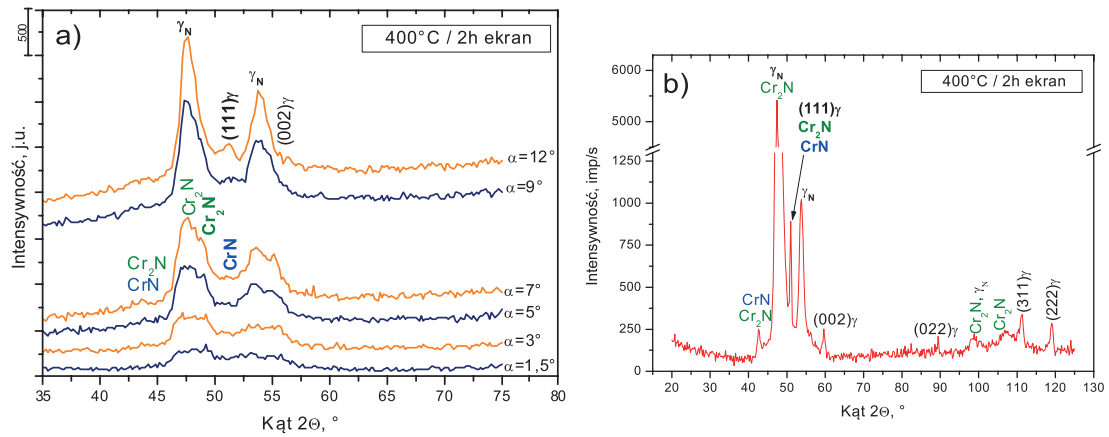 a)
400°C / 2h ekran
500
Intensywność, j.u.
γN
γN
(111)γ
(002)γ
α=12°
α=9°
Cr2N
Cr2N
CrN
Cr2N
CrN
α=7°
α=5°
α=3°
α=1,5°
35 40 45 50 55 60 65 70 75 80
Kąt 2Θ, °
b)
400°C / 2h ekran
Intensywność, imp/s
6000
5000
1250
1000
750
500
250
0
γN
Cr2N
(111)γ
Cr2N
CrN
γN
CrN
Cr2N
(002)γ
(022)γ
Cr2N, γN
Cr2N
(311)γ
(222)γ
20 30 40 50 60 70 80 90 100 110 120 130
Kąt 2Θ, °